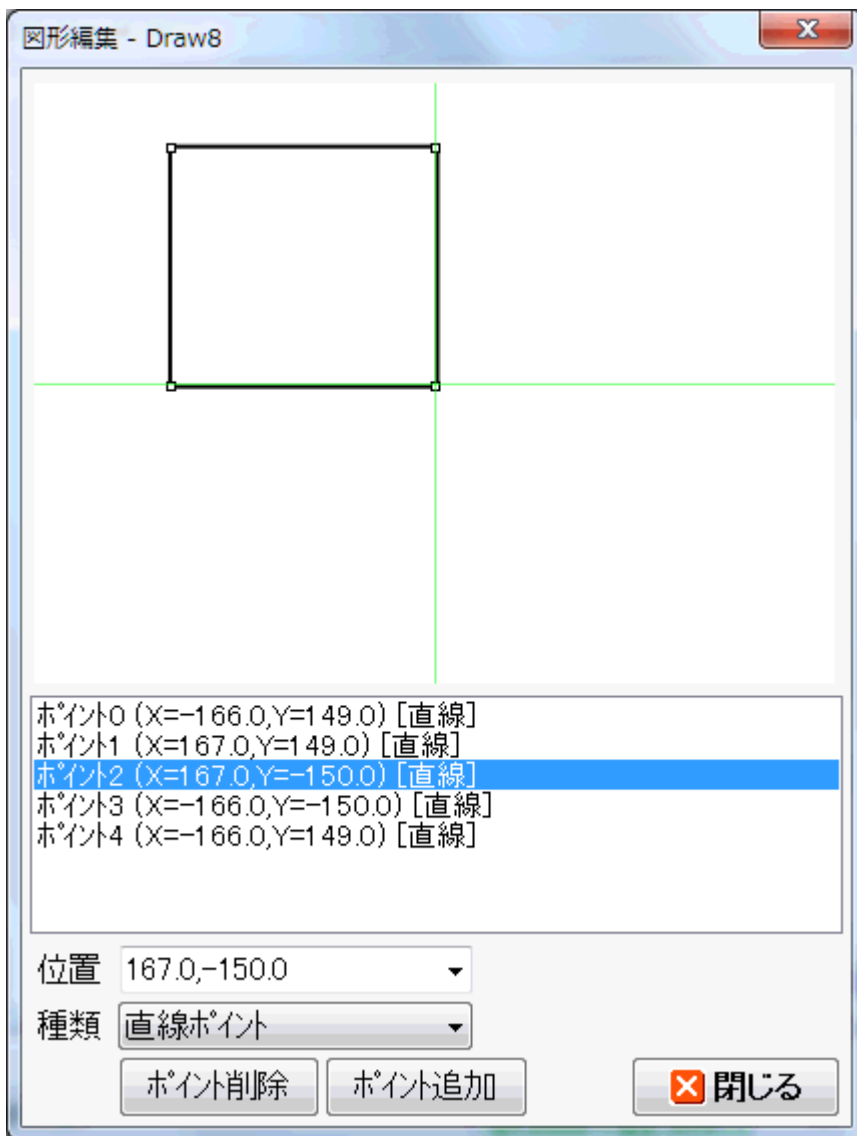 図形編集 - Draw8
ﾎﾟｲﾝﾄ0 (X=-166.0,Y=149.0) [直線]
ﾎﾟｲﾝﾄ1 (X=167.0,Y=149.0) [直線]
ﾎﾟｲﾝﾄ2 (X=167.0,Y=-150.0) [直線]
ﾎﾟｲﾝﾄ3 (X=-166.0,Y=-150.0) [直線]
ﾎﾟｲﾝﾄ4 (X=-166.0,Y=149.0) [直線]
位置 167.0,-150.0
種類 直線ﾎﾟｲﾝﾄ
ﾎﾟｲﾝﾄ削除 ﾎﾟｲﾝﾄ追加 閉じる